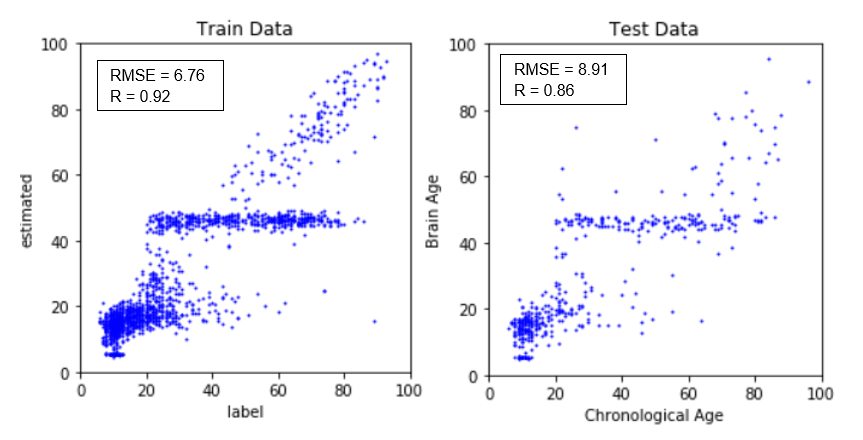 Train Data
RMSE = 6.76
R = 0.92
100
80
60
40
20
0
estimated
0 20 40 60 80 100
label
Test Data
RMSE = 8.91
R = 0.86
100
80
60
40
20
0
Brain Age
0 20 40 60 80 100
Chronological Age